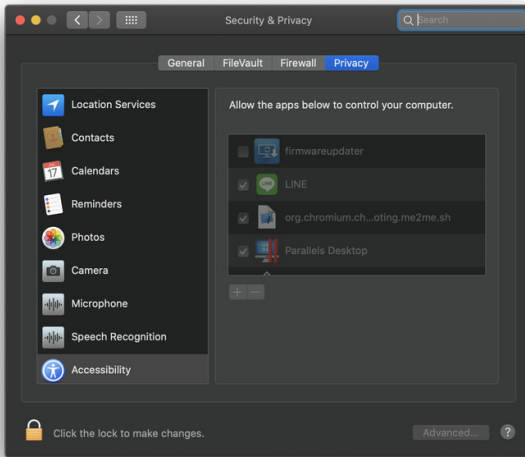 Security & Privacy
Search
General
FileVault
Firewall
Privacy
Location Services
Contacts
Calendars
Reminders
Photos
Camera
Microphone
Speech Recognition
Accessibility
Allow the apps below to control your computer.
firmwareupdater
LINE
org.chromium.ch...oting.me2me.sh
Parallels Desktop
Click the lock to make changes.
Advanced...
?